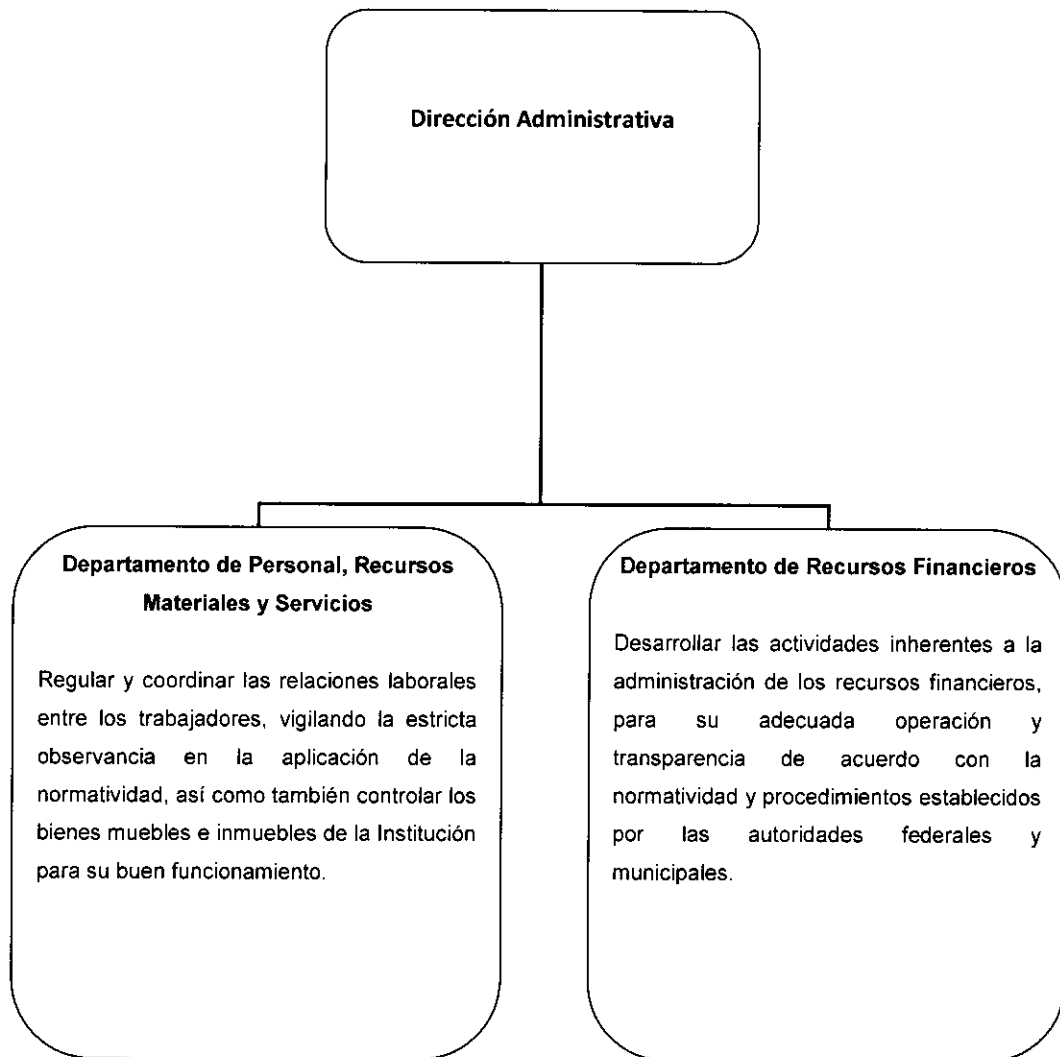 Dirección Administrativa
Departamento de Personal, Recursos
Materiales y Servicios
Regular y coordinar las relaciones laborales
entre los trabajadores, vigilando la estricta
observancia en la aplicación de la
normatividad, así como también controlar los
bienes muebles e inmuebles de la Institución
para su buen funcionamiento.
Departamento de Recursos Financieros
Desarrollar las actividades inherentes a la
administración de los recursos financieros,
para su adecuada operación y
transparencia de acuerdo con la
normatividad y procedimientos establecidos
por las autoridades federales y
municipales.